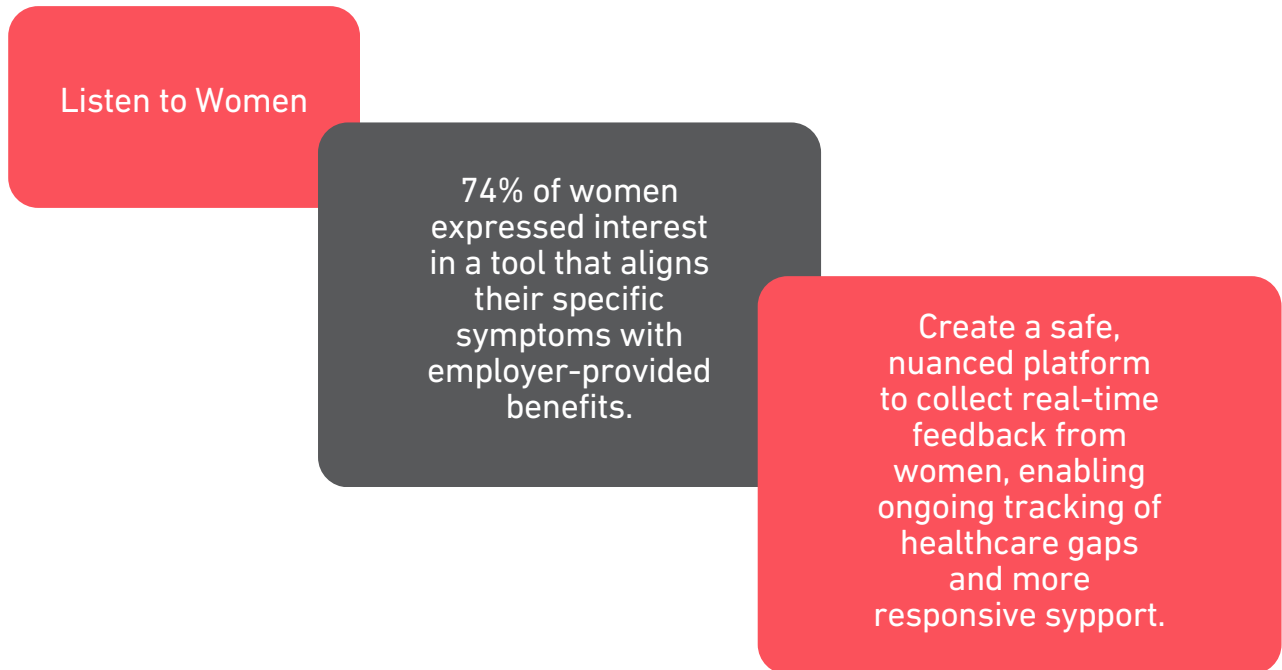 Listen to Women
74% of women
expressed interest
in a tool that aligns
their specific
symptoms with
employer-provided
benefits.
Create a safe,
nuanced platform
to collect real-time
feedback from
women, enabling
ongoing tracking of
healthcare gaps
and more
responsive sypport.